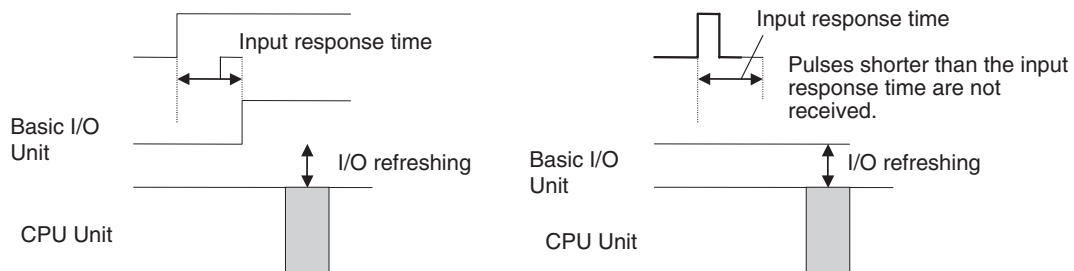 Input response time
Basic I/O
Unit
I/O refreshing
CPU Unit
Input response time
Pulses shorter than the input
response time are not
received.
Basic I/O
Unit
I/O refreshing
CPU Unit